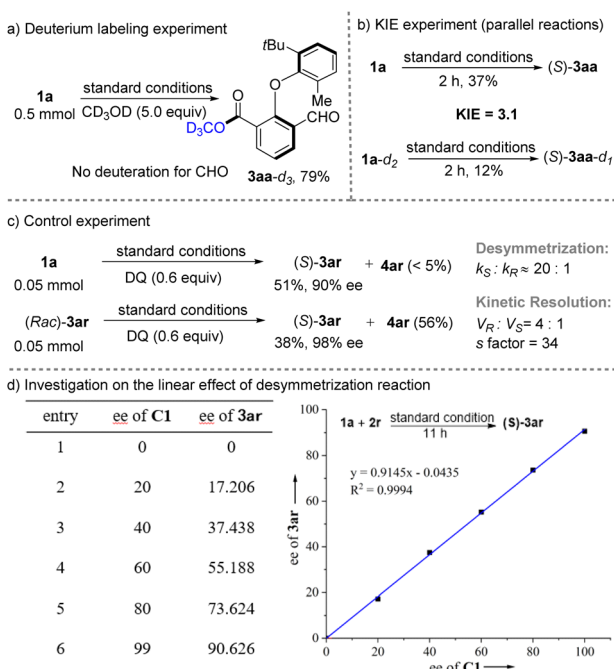 a) Deuterium labeling experiment
1a
0.5 mmol
standard conditions
CD3OD (5.0 equiv)
tBu
O
Me
O
D3CO
CHO
No deuteration for CHO
3aa-d3, 79%
b) KIE experiment (parallel reactions)
1a
standard conditions
2 h, 37%
(S)-3aa
KIE = 3.1
1a-d2
standard conditions
2 h, 12%
(S)-3aa-d1
c) Control experiment
1a
0.05 mmol
standard conditions
DQ (0.6 equiv)
(S)-3ar + 4ar (< 5%)
51%, 90% ee
Desymmetrization:
kS : kR ≈ 20 : 1
(Rac)-3ar
0.05 mmol
standard conditions
DQ (0.6 equiv)
(S)-3ar + 4ar (56%)
38%, 98% ee
Kinetic Resolution:
VR : VS= 4 : 1
s factor = 34
d) Investigation on the linear effect of desymmetrization reaction
entry ee of C1 ee of 3ar
1 0 0
2 20 17.206
3 40 37.438
4 60 55.188
5 80 73.624
6 99 90.626
1a + 2r standard condition (S)-3ar
11 h
y = 0.9145x - 0.0435
R2 = 0.9994
ee of 3ar
100
80
60
40
20
0
0 20 40 60 80 100
ee of C1